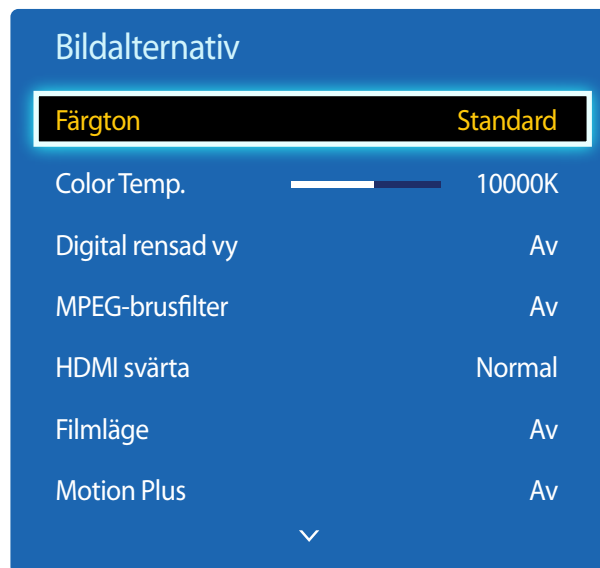 Bildalternativ
Färgton Standard
Color Temp. 10000K
Digital rensad vy Av
MPEG-brusfilter Av
HDMI svärta Normal
Filmläge Av
Motion Plus Av